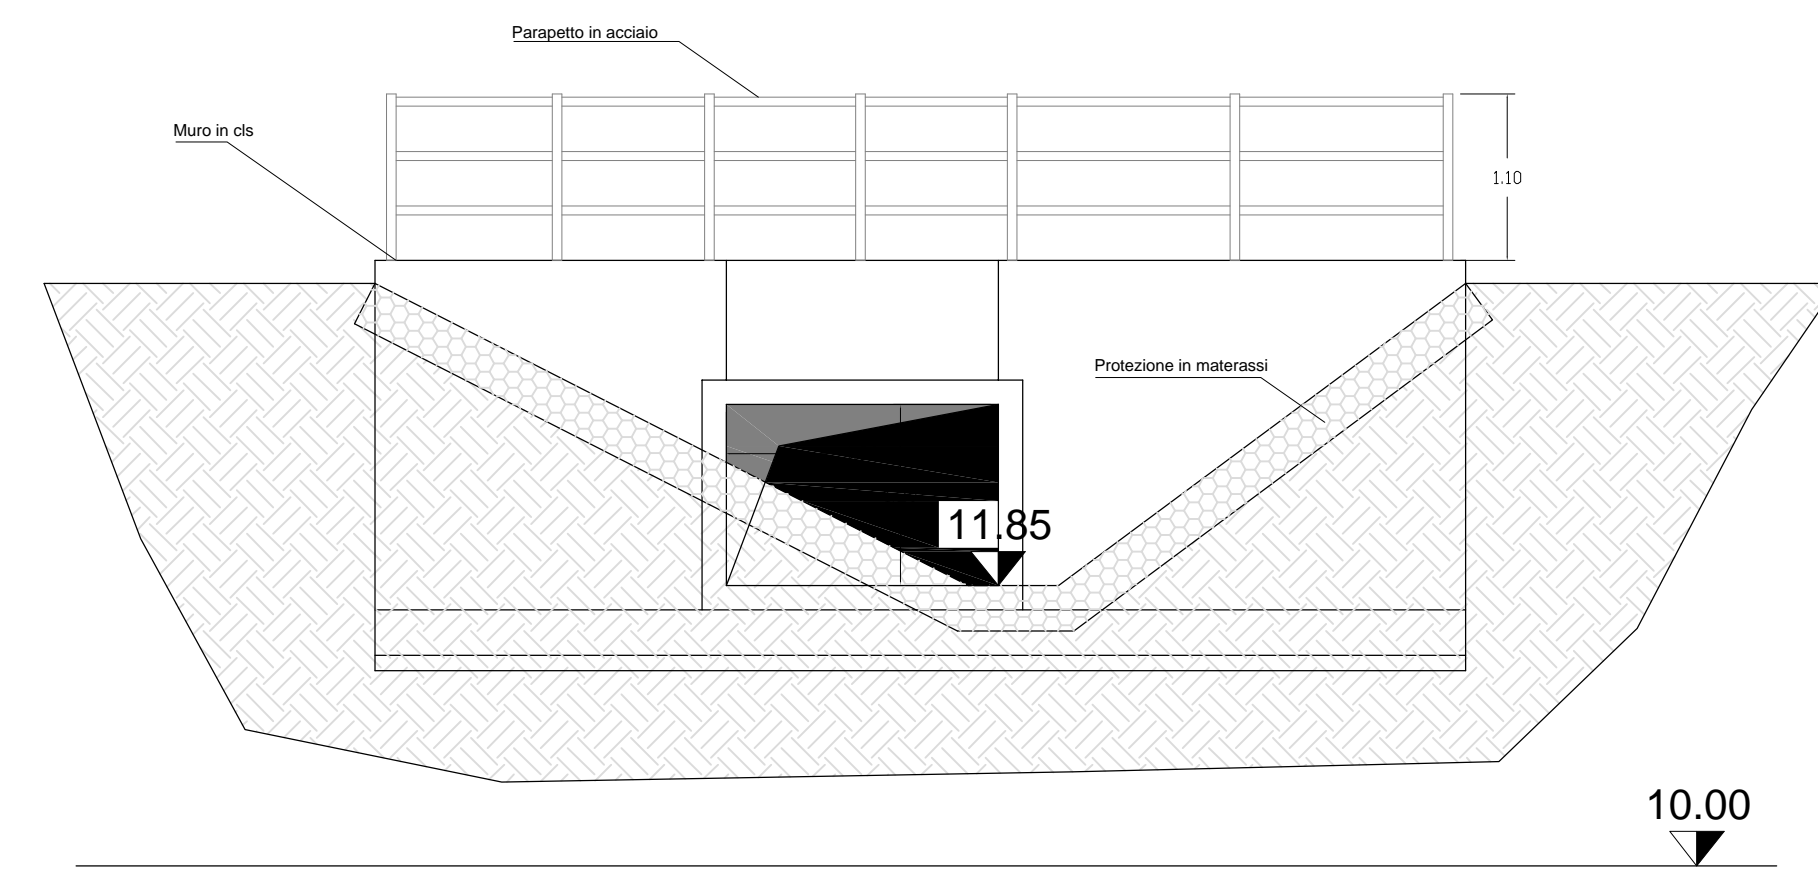 Parapetto in acciaio
Muro in cls
1.10
Protezione in materassi
11.85
10.00